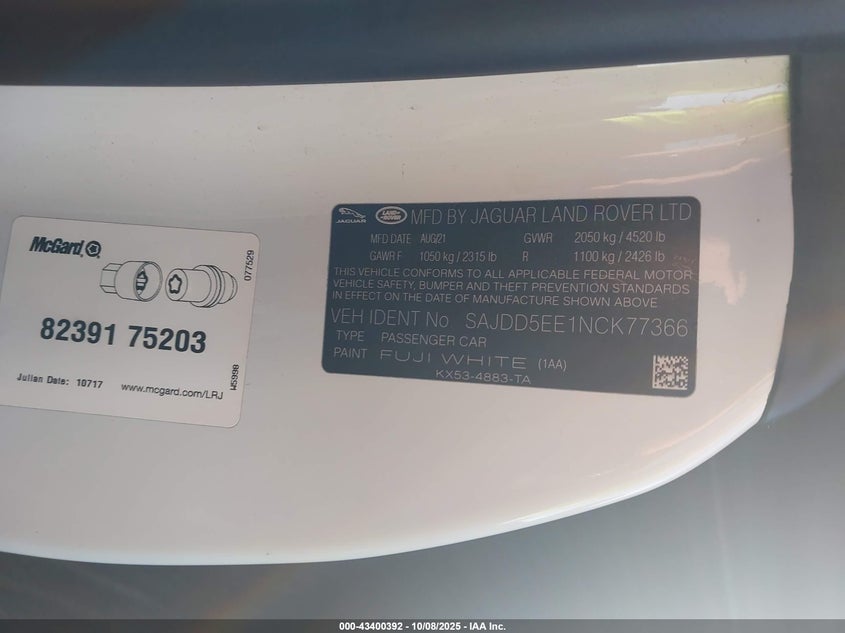 McGard
077529
82391 75203
Julian Date: 10717 www.mcgard.com/LRJ
W5998
JAGUAR LAND ROVER MFD BY JAGUAR LAND ROVER LTD
MFD DATE AUG/21 GVWR 2050 kg / 4520 lb
GAWR F 1050 kg / 2315 lb R 1100 kg / 2426 lb
THIS VEHICLE CONFORMS TO ALL APPLICABLE FEDERAL MOTOR
VEHICLE SAFETY, BUMPER AND THEFT PREVENTION STANDARDS
IN EFFECT ON THE DATE OF MANUFACTURE SHOWN ABOVE
VEH IDENT No SAJDD5EE1NCK77366
TYPE PASSENGER CAR
PAINT FUJI WHITE (1AA)
KX53-4883-TA
000-43400392 - 10/08/2025 - IAA Inc.